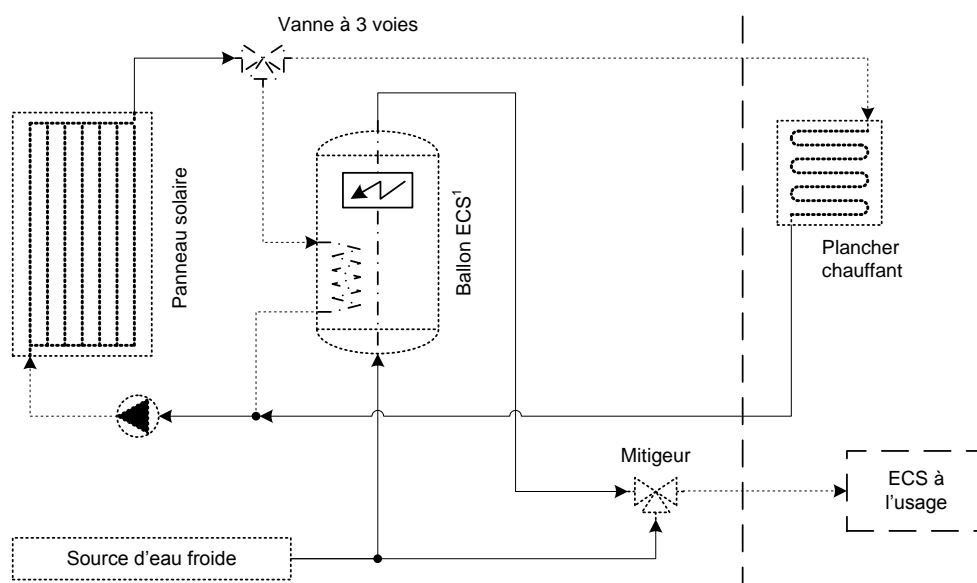 Vanne à 3 voies
Panneau solaire
Ballon ECS¹
Plancher
chauffant
Mitigeur
ECS à
l'usage
Source d'eau froide